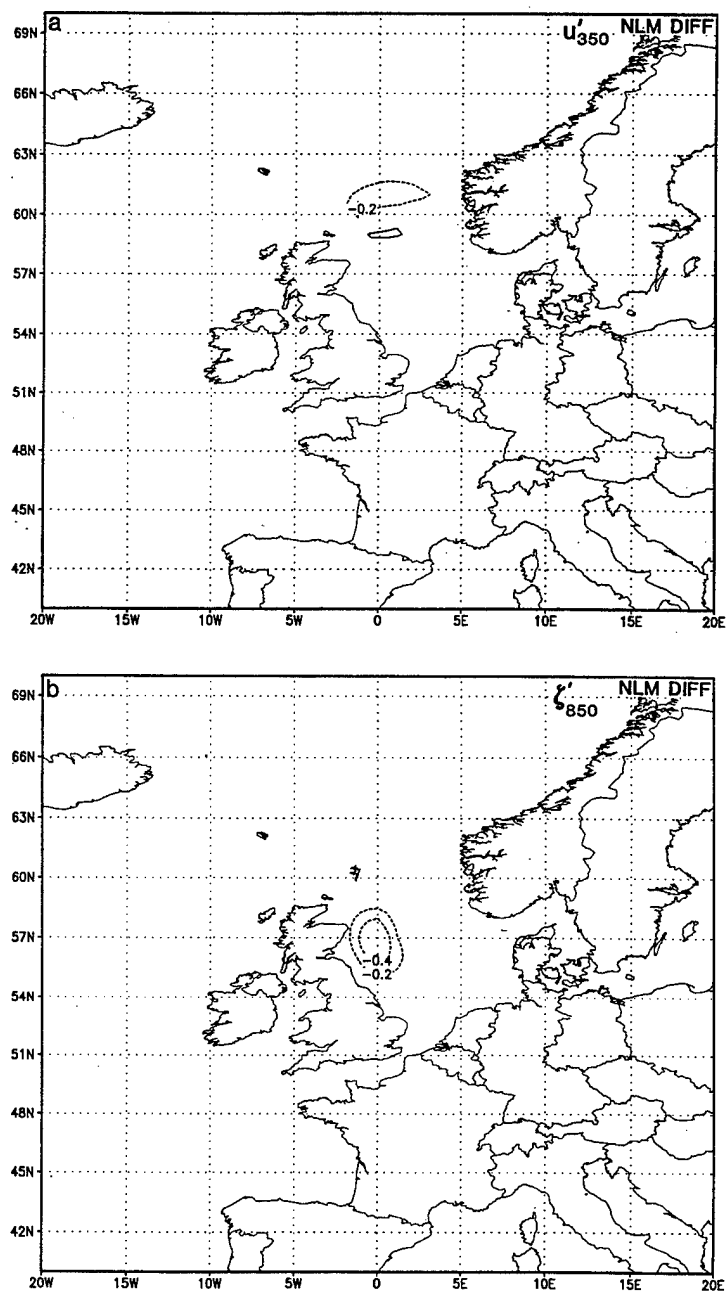 a
u′350 NLM DIFF
69N
66N
63N
60N
57N
54N
51N
48N
45N
42N
-0.2
20W 15W 10W 5W 0 5E 10E 15E 20E
b
ζ′850 NLM DIFF
69N
66N
63N
60N
57N
54N
51N
48N
45N
42N
-0.4
-0.2
20W 15W 10W 5W 0 5E 10E 15E 20E